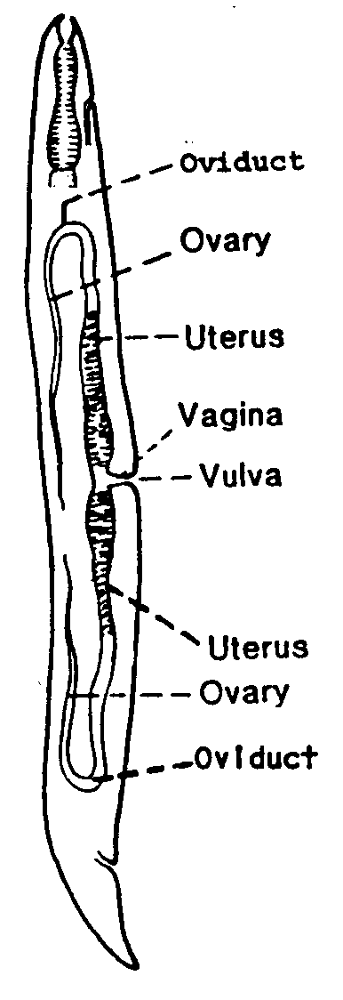 Oviduct
Ovary
Uterus
Vagina
Vulva
Uterus
Ovary
Oviduct